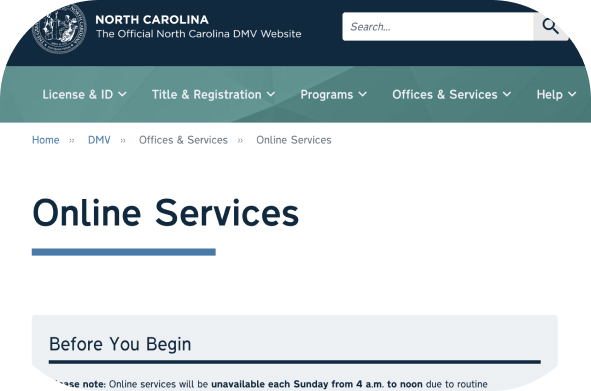 NORTH CAROLINA
The Official North Carolina DMV Website
Search...
License & ID
Title & Registration
Programs
Offices & Services
Help
Home » DMV » Offices & Services » Online Services
Online Services
Before You Begin
note: Online services will be unavailable each Sunday from 4 a.m. to noon due to routine